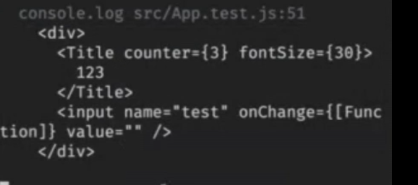 console.log src/App.test.js:51
<div>
<Title counter={3} fontSize={30}>
123
</Title>
<input name="test" onChange={[Func
tion]} value="" />
</div>